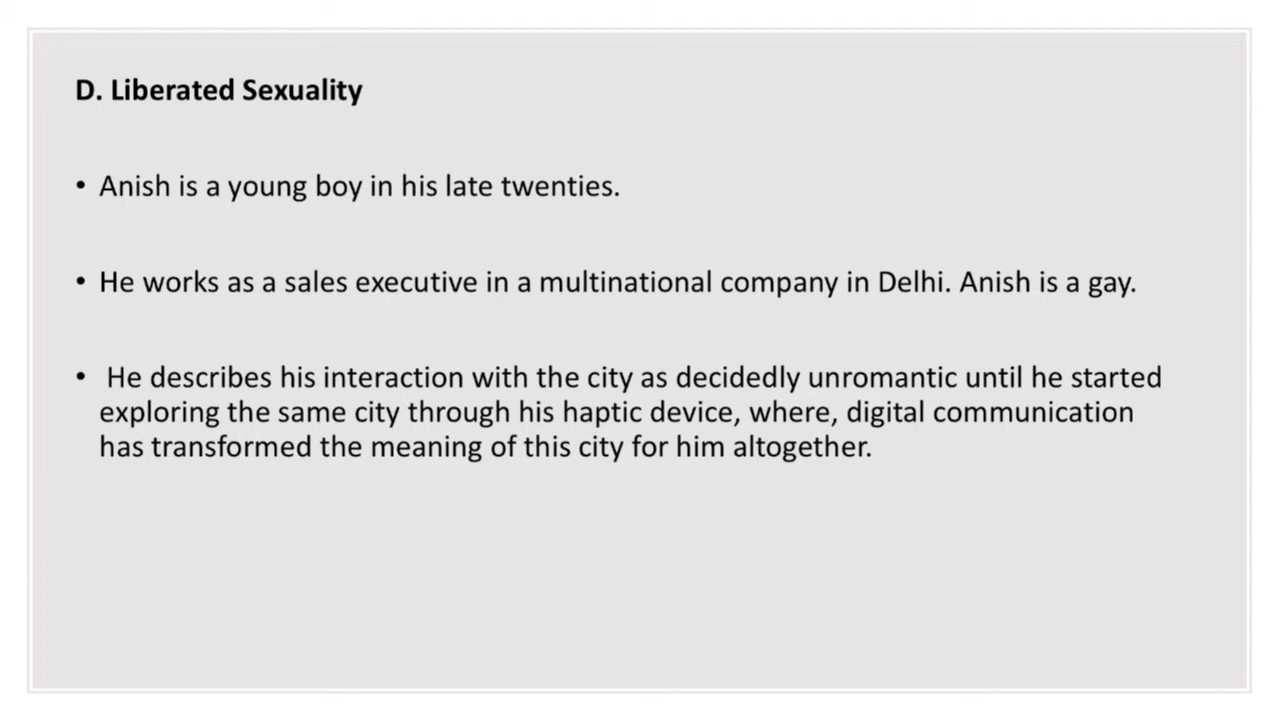 D. Liberated Sexuality
• Anish is a young boy in his late twenties.
• He works as a sales executive in a multinational company in Delhi. Anish is a gay.
• He describes his interaction with the city as decidedly unromantic until he started
exploring the same city through his haptic device, where, digital communication
has transformed the meaning of this city for him altogether.